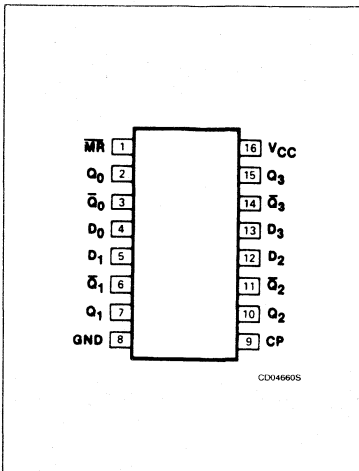 M̅R̅ 1
Q0 2
Q̅0 3
D0 4
D1 5
Q̅1 6
Q1 7
GND 8
16 VCC
15 Q3
14 Q̅3
13 D3
12 D2
11 Q̅2
10 Q2
9 CP
CD04660S